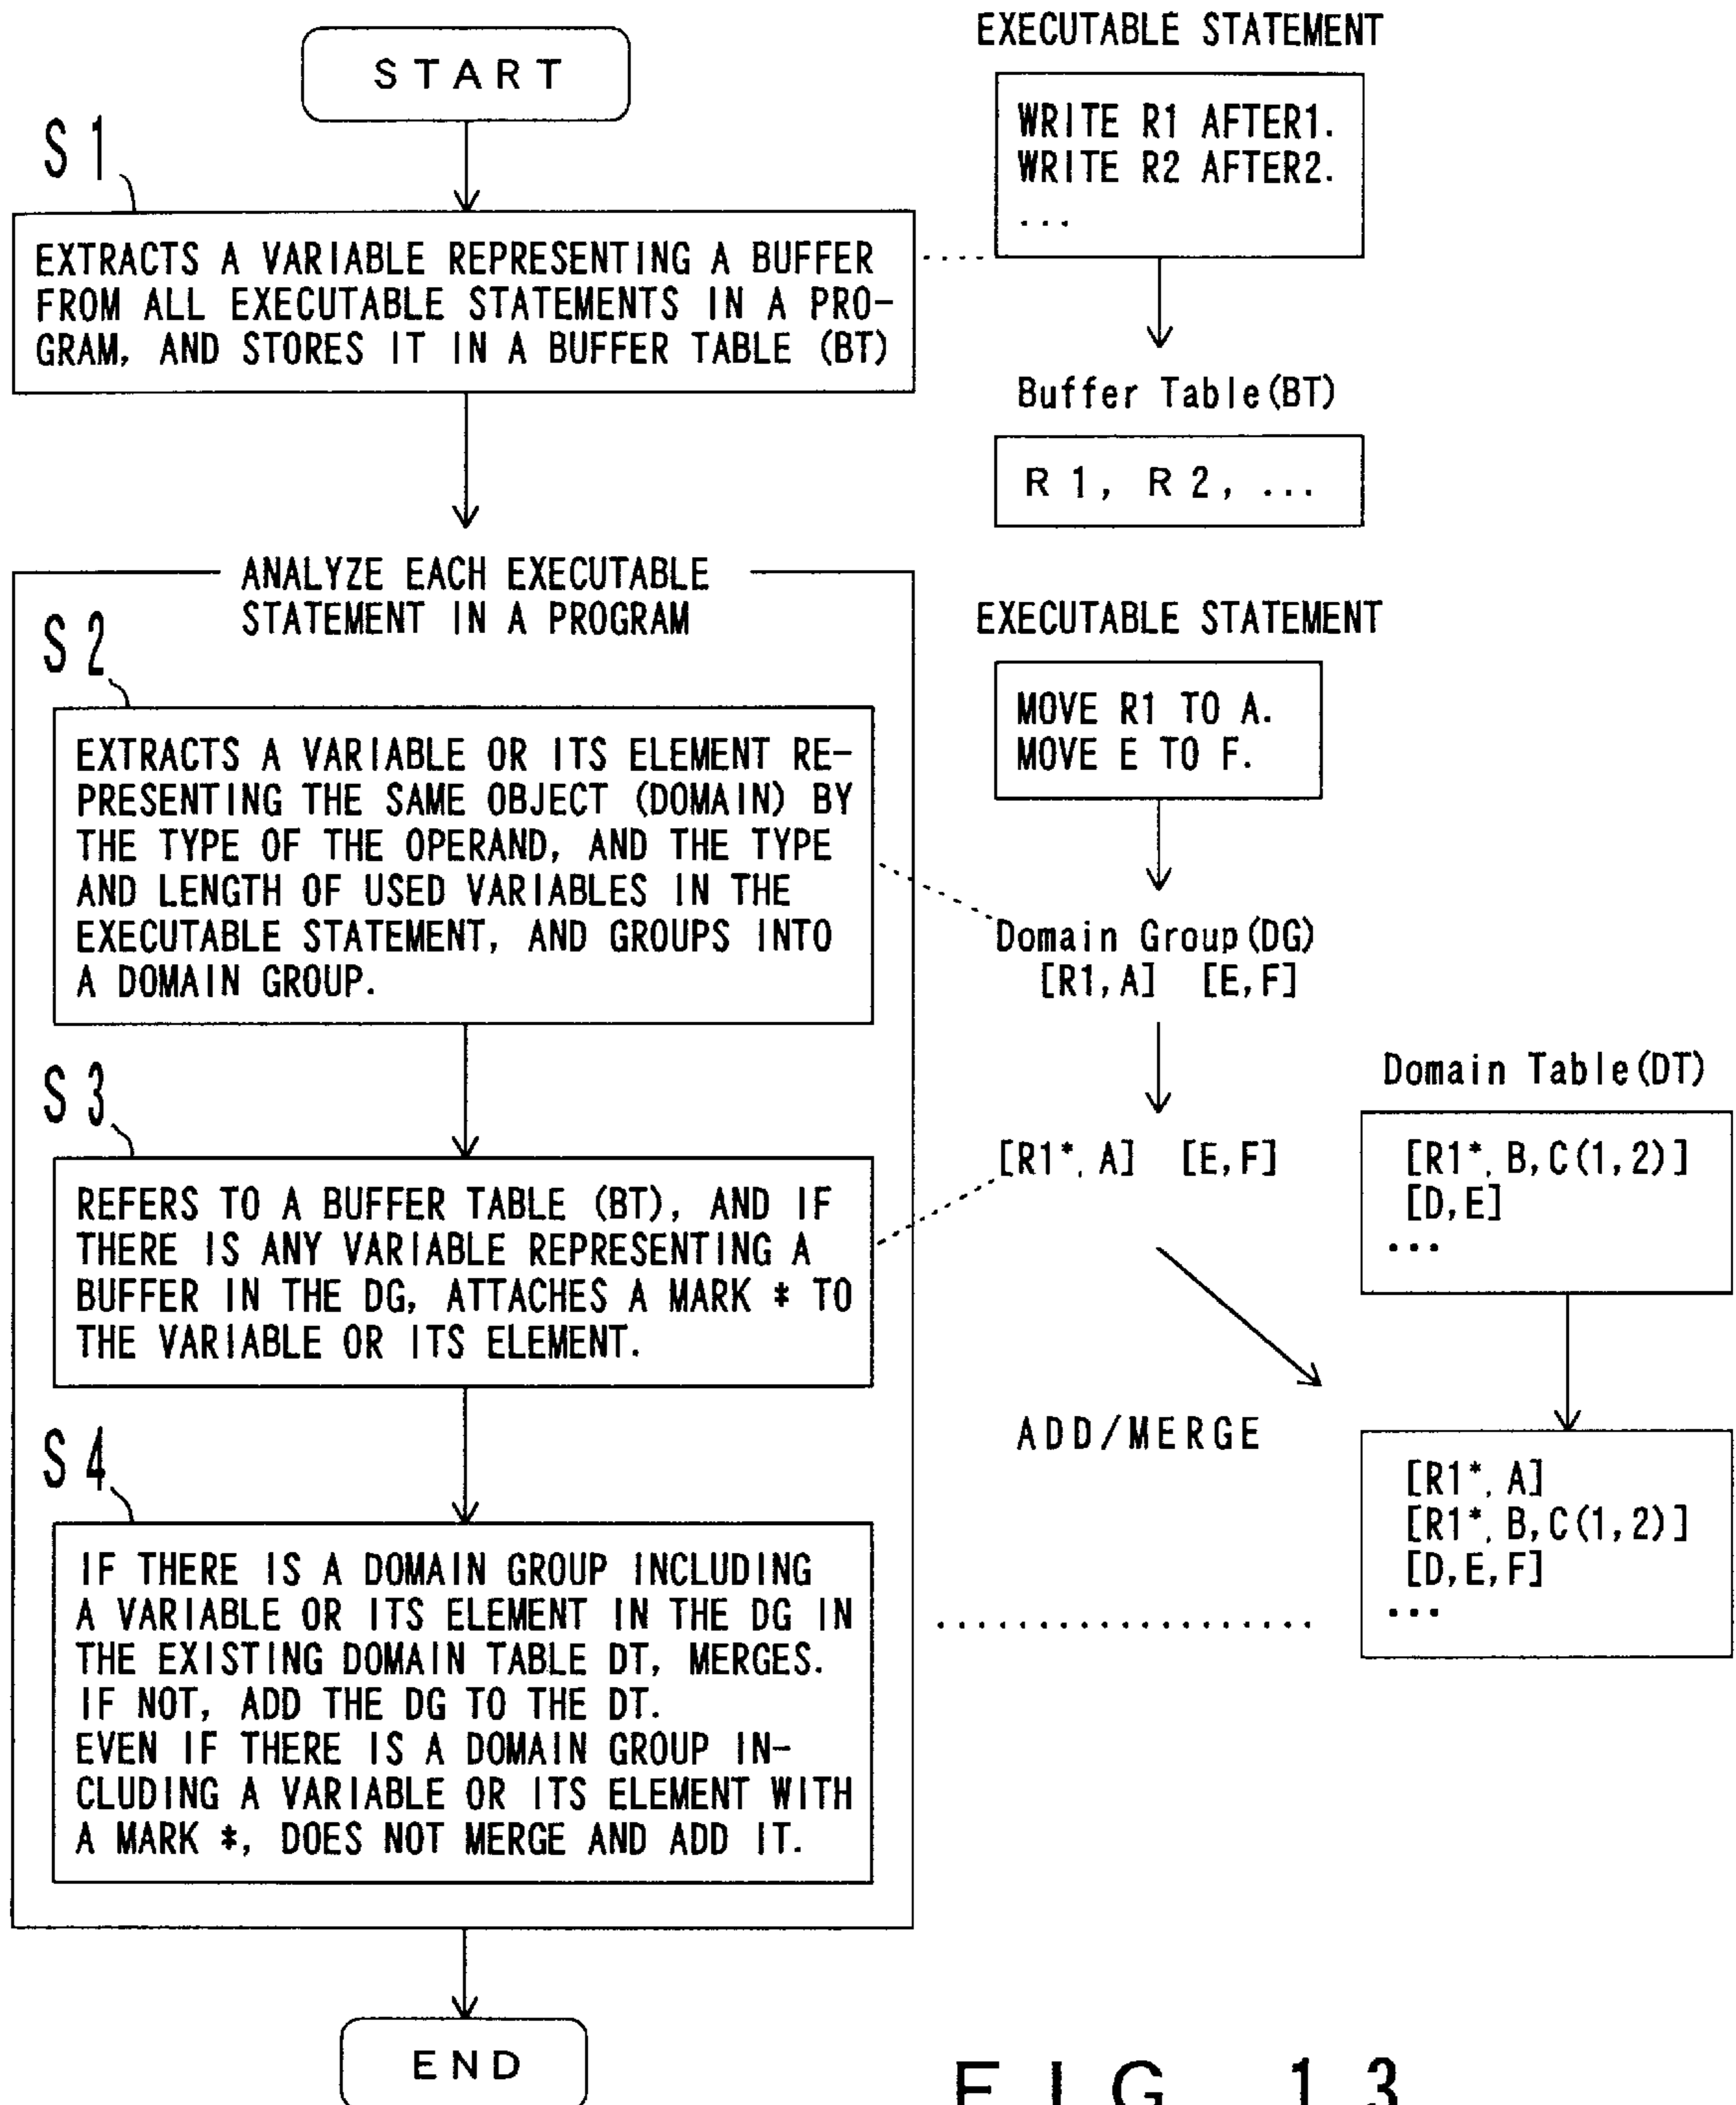 START
S1
EXTRACTS A VARIABLE REPRESENTING A BUFFER
FROM ALL EXECUTABLE STATEMENTS IN A PRO-
GRAM, AND STORES IT IN A BUFFER TABLE (BT)
EXECUTABLE STATEMENT
WRITE R1 AFTER1.
WRITE R2 AFTER2.
...
Buffer Table(BT)
R1, R2, ...
ANALYZE EACH EXECUTABLE
STATEMENT IN A PROGRAM
S2
EXTRACTS A VARIABLE OR ITS ELEMENT RE-
PRESENTING THE SAME OBJECT (DOMAIN) BY
THE TYPE OF THE OPERAND, AND THE TYPE
AND LENGTH OF USED VARIABLES IN THE
EXECUTABLE STATEMENT, AND GROUPS INTO
A DOMAIN GROUP.
EXECUTABLE STATEMENT
MOVE R1 TO A.
MOVE E TO F.
Domain Group(DG)
[R1,A] [E,F]
S3
REFERS TO A BUFFER TABLE (BT), AND IF
THERE IS ANY VARIABLE REPRESENTING A
BUFFER IN THE DG, ATTACHES A MARK * TO
THE VARIABLE OR ITS ELEMENT.
[R1*, A] [E,F]
Domain Table(DT)
[R1*, B,C(1,2)]
[D,E]
...
S4
IF THERE IS A DOMAIN GROUP INCLUDING
A VARIABLE OR ITS ELEMENT IN THE DG IN
THE EXISTING DOMAIN TABLE DT, MERGES.
IF NOT, ADD THE DG TO THE DT.
EVEN IF THERE IS A DOMAIN GROUP IN-
CLUDING A VARIABLE OR ITS ELEMENT WITH
A MARK *, DOES NOT MERGE AND ADD IT.
ADD/MERGE
[R1*, A]
[R1*, B,C(1,2)]
[D,E,F]
...
END
FIG. 13